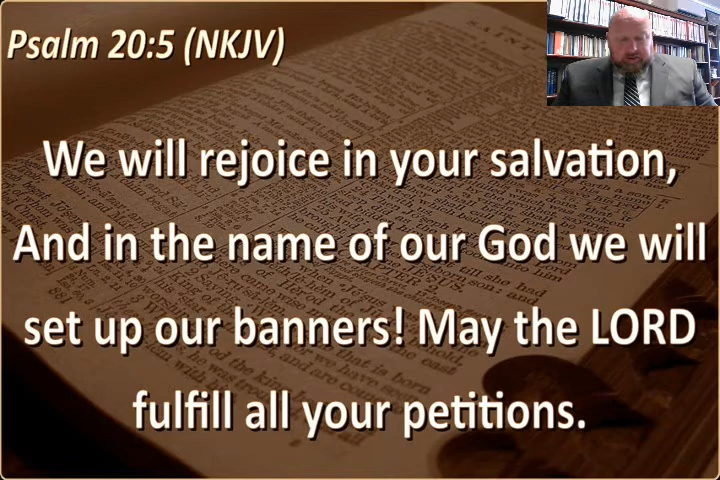 Psalm 20:5 (NKJV)
We will rejoice in your salvation,
And in the name of our God we will
set up our banners! May the LORD
fulfill all your petitions.